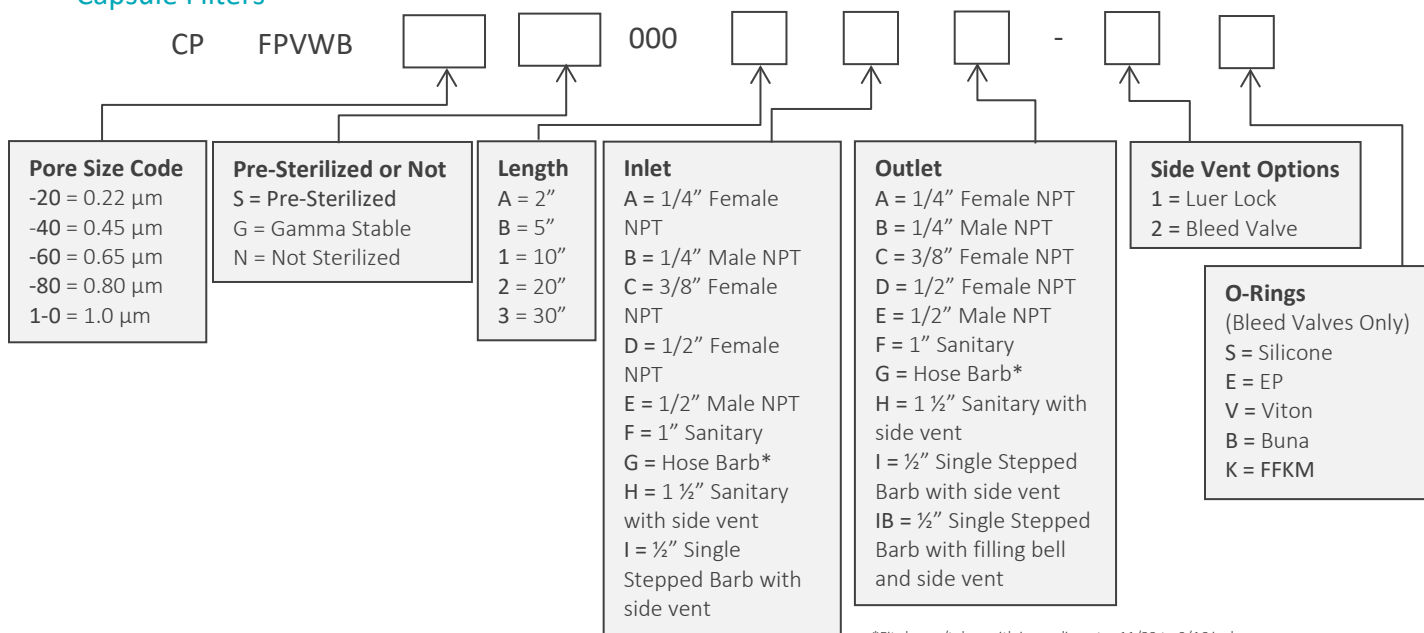 Capsule Filters
CP FPVWB 000 -
Pore Size Code
-20 = 0.22 µm
-40 = 0.45 µm
-60 = 0.65 µm
-80 = 0.80 µm
1-0 = 1.0 µm
Pre-Sterilized or Not
S = Pre-Sterilized
G = Gamma Stable
N = Not Sterilized
Length
A = 2”
B = 5”
1 = 10”
2 = 20”
3 = 30”
Inlet
A = 1/4” Female
NPT
B = 1/4” Male NPT
C = 3/8” Female
NPT
D = 1/2” Female
NPT
E = 1/2” Male NPT
F = 1” Sanitary
G = Hose Barb*
H = 1 ½” Sanitary
with side vent
I = ½” Single
Stepped Barb with
side vent
Outlet
A = 1/4” Female NPT
B = 1/4” Male NPT
C = 3/8” Female NPT
D = 1/2” Female NPT
E = 1/2” Male NPT
F = 1” Sanitary
G = Hose Barb*
H = 1 ½” Sanitary with
side vent
I = ½” Single Stepped
Barb with side vent
IB = ½” Single Stepped
Barb with filling bell
and side vent
Side Vent Options
1 = Luer Lock
2 = Bleed Valve
O-Rings
(Bleed Valves Only)
S = Silicone
E = EP
V = Viton
B = Buna
K = FFKM